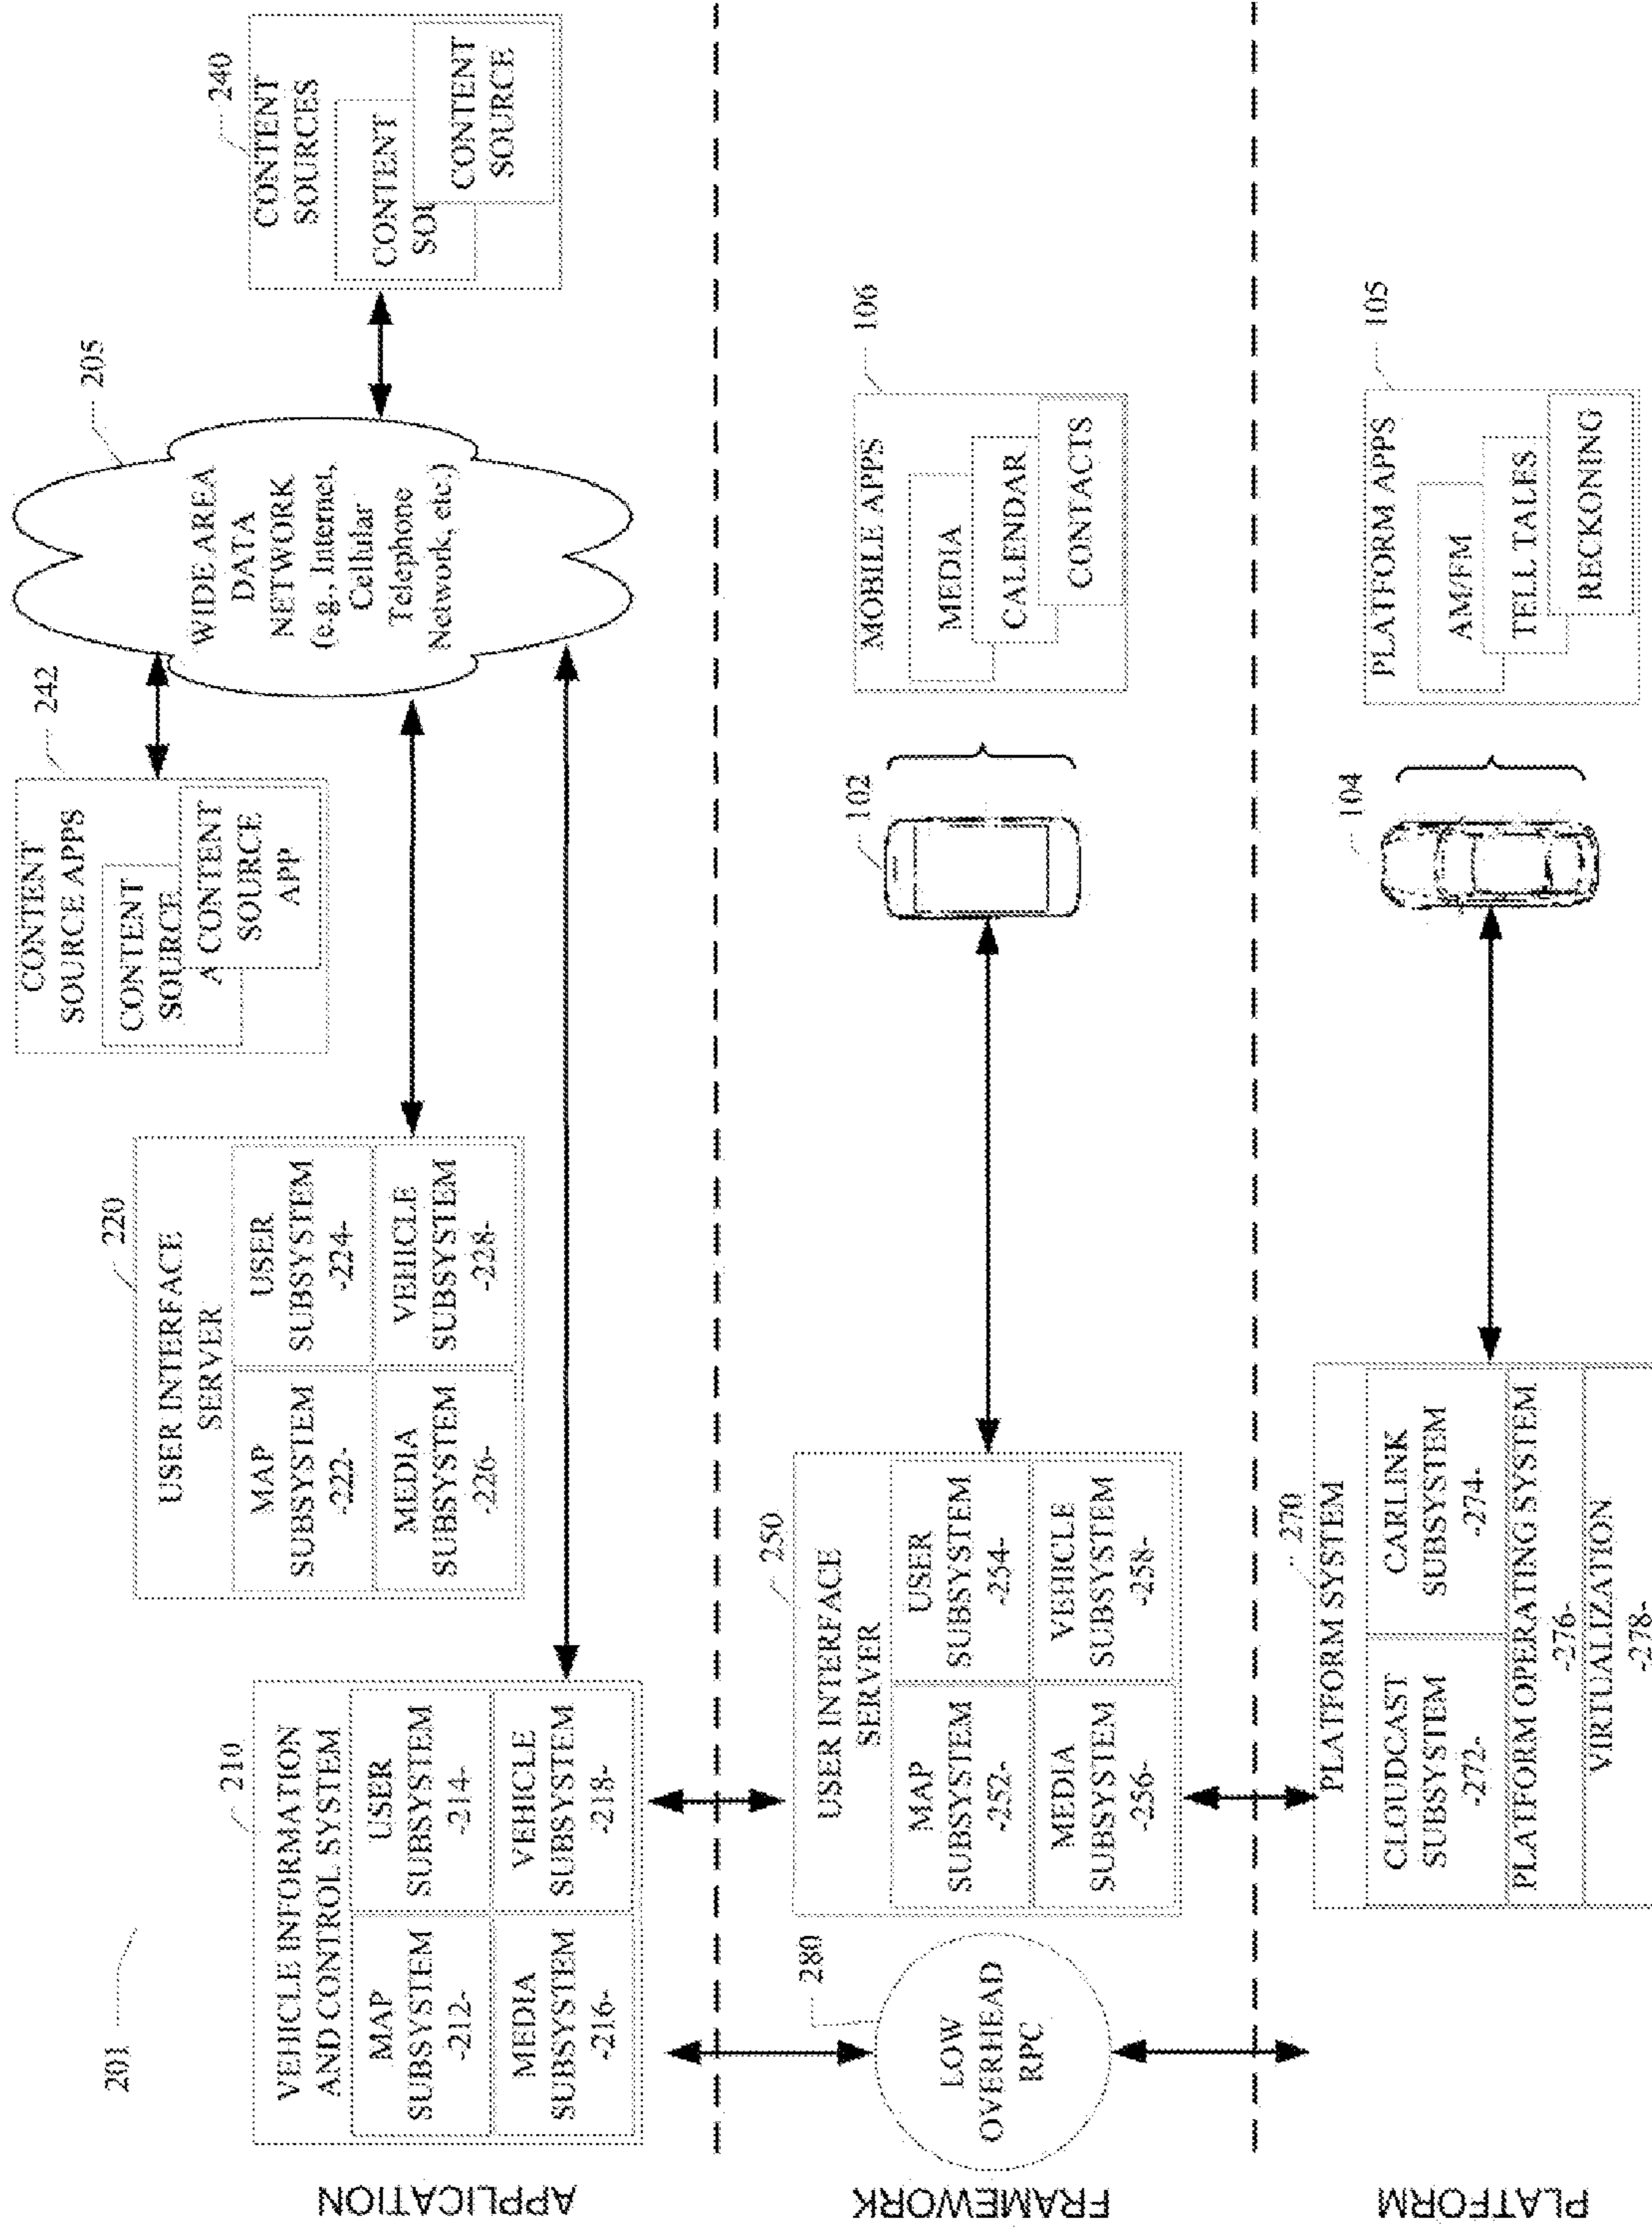 201
210
VEHICLE INFORMATION
AND CONTROL SYSTEM
MAP
SUBSYSTEM
-212-
USER
SUBSYSTEM
-214-
MEDIA
SUBSYSTEM
-216-
VEHICLE
SUBSYSTEM
-218-
220
USER INTERFACE
SERVER
MAP
SUBSYSTEM
-222-
USER
SUBSYSTEM
-224-
MEDIA
SUBSYSTEM
-226-
VEHICLE
SUBSYSTEM
-228-
242
CONTENT
SOURCE APPS
CONTENT
SOURCE
A
CONTENT
SOURCE
APP
205
WIDE AREA
DATA
NETWORK
(e.g., Internet,
Cellular
Telephone
Network, etc.)
240
CONTENT
SOURCES
CONTENT
SOU
CONTENT
SOURCE
APPLICATION
280
LOW
OVERHEAD
RPC
250
USER INTERFACE
SERVER
MAP
SUBSYSTEM
-252-
USER
SUBSYSTEM
-254-
MEDIA
SUBSYSTEM
-256-
VEHICLE
SUBSYSTEM
-258-
102
106
MOBILE APPS
MEDIA
CALENDAR
CONTACTS
FRAMEWORK
270
PLATFORM SYSTEM
CLOUDCAST
SUBSYSTEM
-272-
CARLINK
SUBSYSTEM
-274-
PLATFORM OPERATING SYSTEM
-276-
VIRTUALIZATION
-278-
104
105
PLATFORM APPS
AM/FM
TELL TALES
RECKONING
PLATFORM